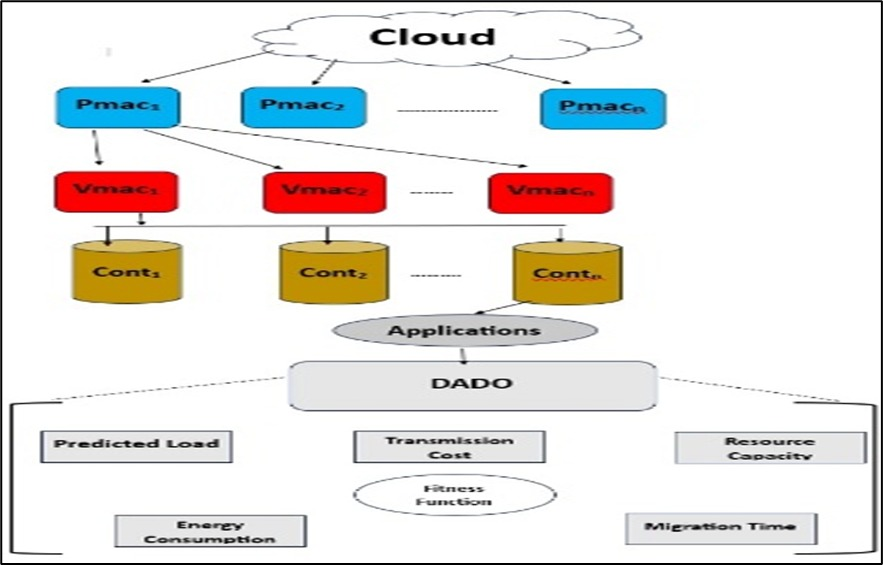 Cloud
Pmac₁ Pmac₂ Pmacₙ
Vmac₁ Vmac₂ Vmacₙ
Cont₁ Cont₂ Contₙ
Applications
DADO
Predicted Load
Transmission
Cost
Resource
Capacity
Fitness
Function
Energy
Consumption
Migration Time